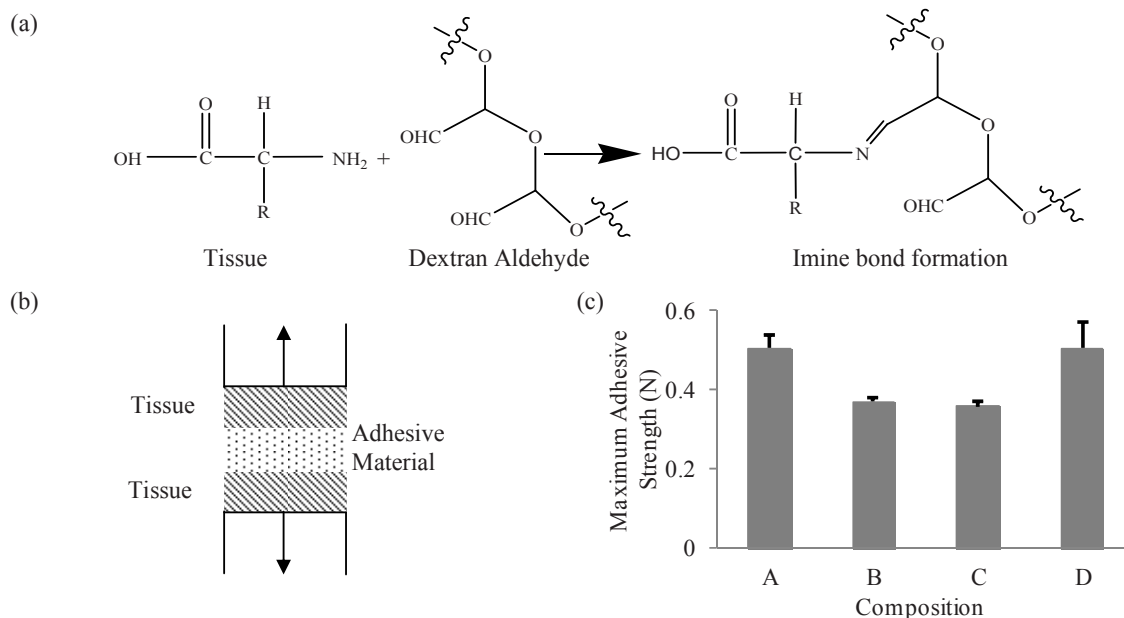 (a)
O
H
OH
C
C
NH₂
R
+
O
OHC
O
OHC
O
O
H
HO
C
C
N
R
O
O
OHC
O
Tissue
Dextran Aldehyde
Imine bond formation
(b)
Tissue
Adhesive
Material
Tissue
(c)
Maximum Adhesive
Strength (N)
0.6
0.4
0.2
0
A
B
C
D
Composition